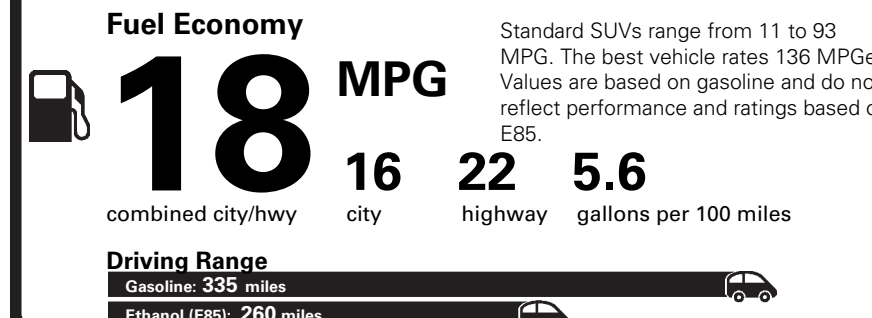 Fuel Economy
18 MPG
Standard SUVs range from 11 to 93
MPG. The best vehicle rates 136 MPGe
Values are based on gasoline and do no
reflect performance and ratings based o
E85.
16 22 5.6
combined city/hwy city highway gallons per 100 miles
Driving Range
Gasoline: 335 miles
Ethanol (E85): 260 miles